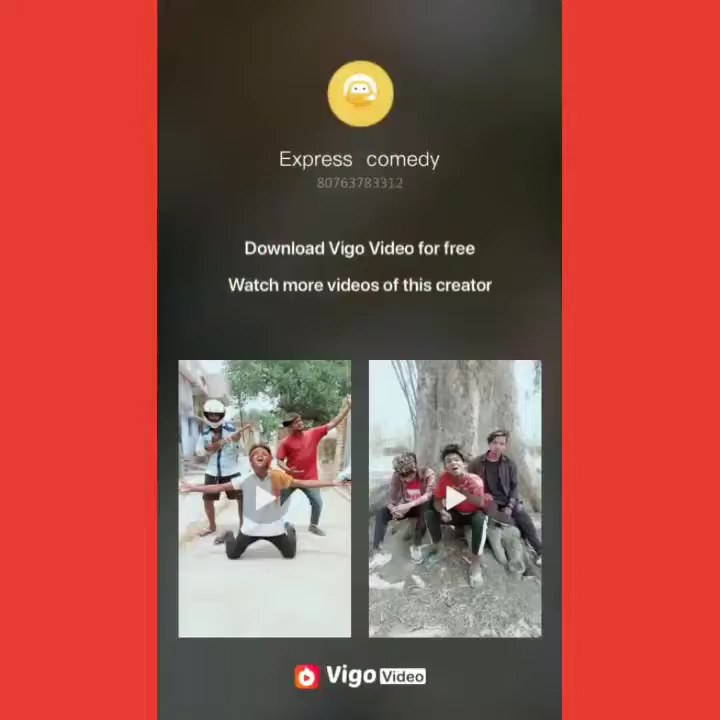 Express comedy
80763783312
Download Vigo Video for free
Watch more videos of this creator
Vigo Video